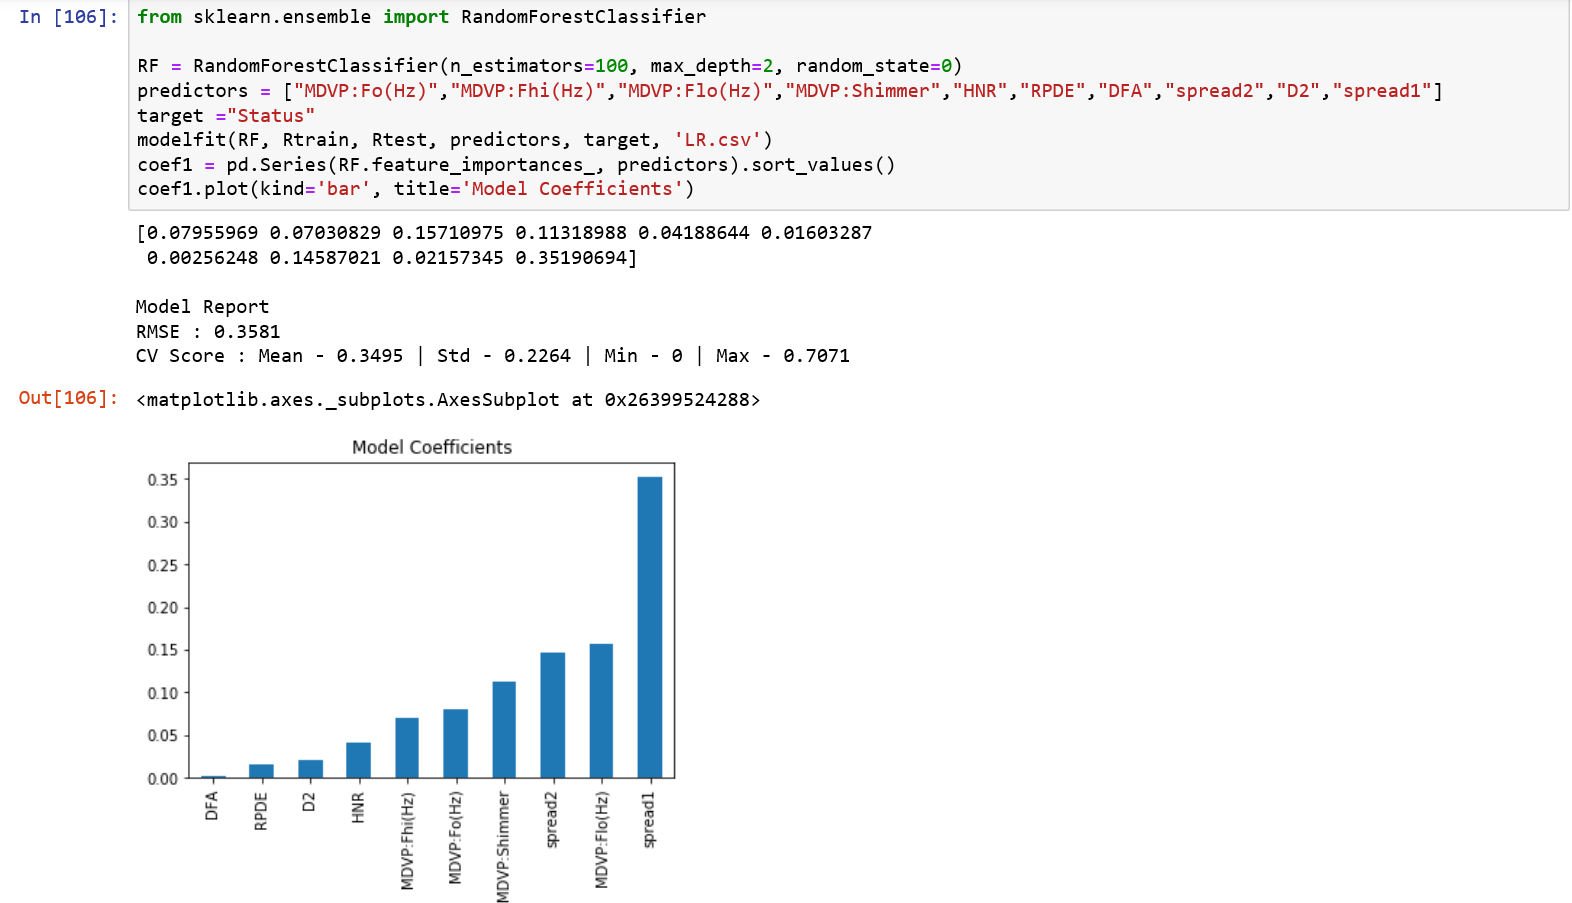 In [106]: from sklearn.ensemble import RandomForestClassifier
RF = RandomForestClassifier(n_estimators=100, max_depth=2, random_state=0)
predictors = ["MDVP:Fo(Hz)","MDVP:Fhi(Hz)","MDVP:Flo(Hz)","MDVP:Shimmer","HNR","RPDE","DFA","spread2","D2","spread1"]
target ="Status"
modelfit(RF, Rtrain, Rtest, predictors, target, 'LR.csv')
coef1 = pd.Series(RF.feature_importances_, predictors).sort_values()
coef1.plot(kind='bar', title='Model Coefficients')
[0.07955969 0.07030829 0.15710975 0.11318988 0.04188644 0.01603287
0.00256248 0.14587021 0.02157345 0.35190694]
Model Report
RMSE : 0.3581
CV Score : Mean - 0.3495 | Std - 0.2264 | Min - 0 | Max - 0.7071
Out[106]: <matplotlib.axes._subplots.AxesSubplot at 0x26399524288>
Model Coefficients
0.35
0.30
0.25
0.20
0.15
0.10
0.05
0.00
DFA
RPDE
D2
HNR
MDVP:Fhi(Hz)
MDVP:Fo(Hz)
MDVP:Shimmer
spread2
MDVP:Flo(Hz)
spread1